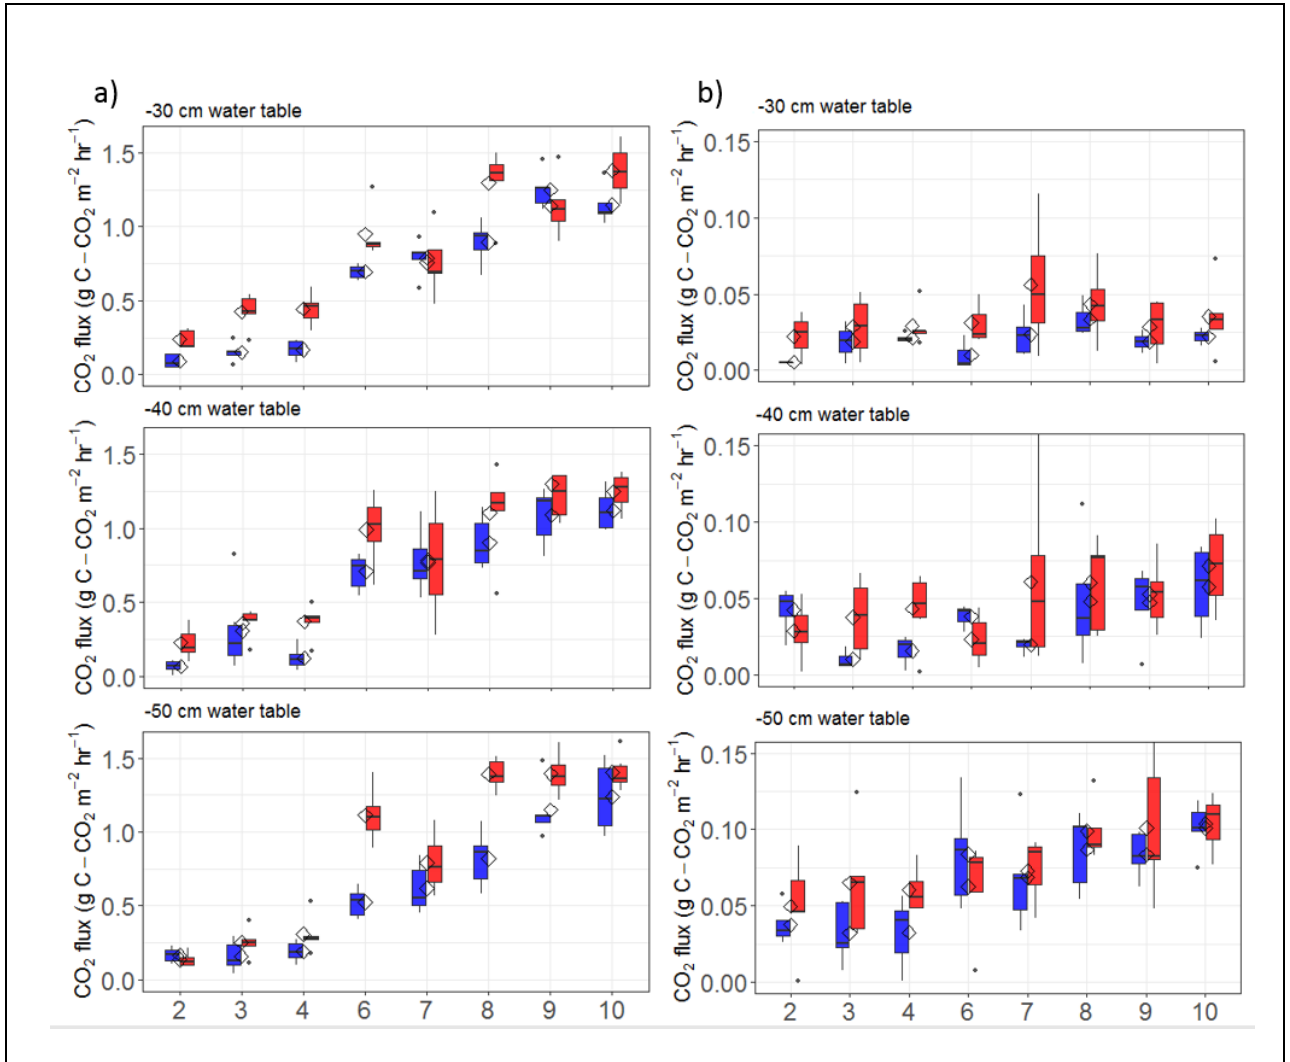 a)
-30 cm water table
CO₂ flux (g C − CO₂ m⁻² hr⁻¹)
1.5
1.0
0.5
0.0
-40 cm water table
CO₂ flux (g C − CO₂ m⁻² hr⁻¹)
1.5
1.0
0.5
0.0
-50 cm water table
CO₂ flux (g C − CO₂ m⁻² hr⁻¹)
1.5
1.0
0.5
0.0
2 3 4 6 7 8 9 10
b)
-30 cm water table
CO₂ flux (g C − CO₂ m⁻² hr⁻¹)
0.15
0.10
0.05
0.00
-40 cm water table
CO₂ flux (g C − CO₂ m⁻² hr⁻¹)
0.15
0.10
0.05
0.00
-50 cm water table
CO₂ flux (g C − CO₂ m⁻² hr⁻¹)
0.15
0.10
0.05
0.00
2 3 4 6 7 8 9 10